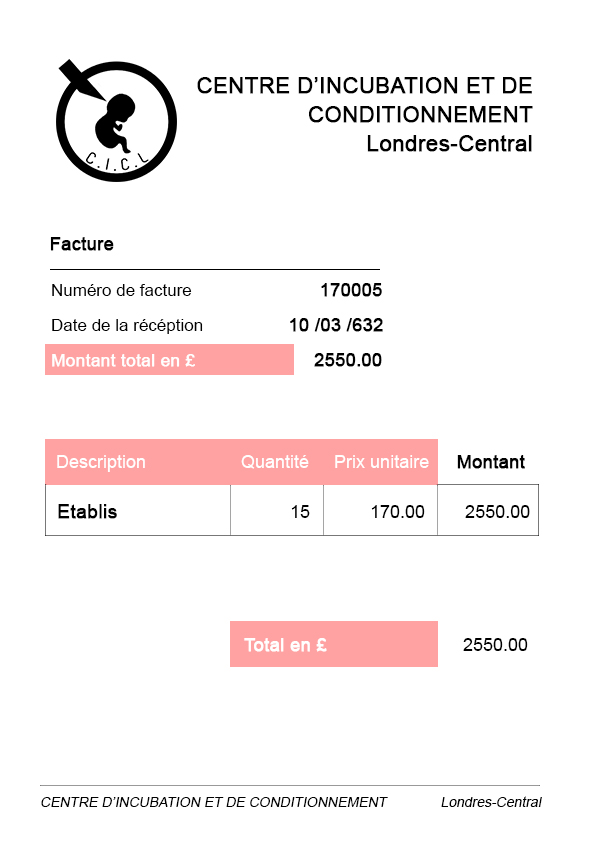 C.I.C.L
CENTRE D’INCUBATION ET DE
CONDITIONNEMENT
Londres-Central
Facture
Numéro de facture 170005
Date de la récéption 10 /03 /632
Montant total en £ 2550.00
Description Quantité Prix unitaire Montant
Etablis 15 170.00 2550.00
Total en £ 2550.00
CENTRE D’INCUBATION ET DE CONDITIONNEMENT Londres-Central